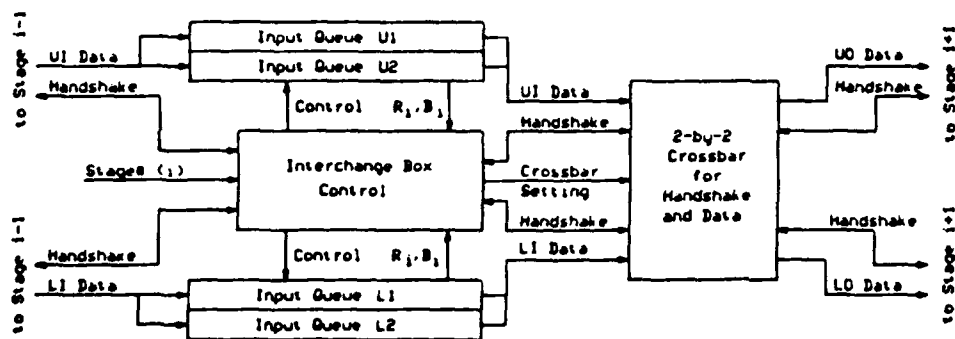 to Stage i-1
UI Data
Handshake
Input Queue U1
Input Queue U2
Control
R_i,B_i
Stage# (i)
Interchange Box
Control
UI Data
Handshake
Crossbar
Setting
Handshake
LI Data
2-by-2
Crossbar
for
Handshake
and Data
UO Data
Handshake
to Stage i+1
to Stage i-1
Handshake
LI Data
Control
R_i,B_i
Input Queue L1
Input Queue L2
Handshake
LO Data
to Stage i+1